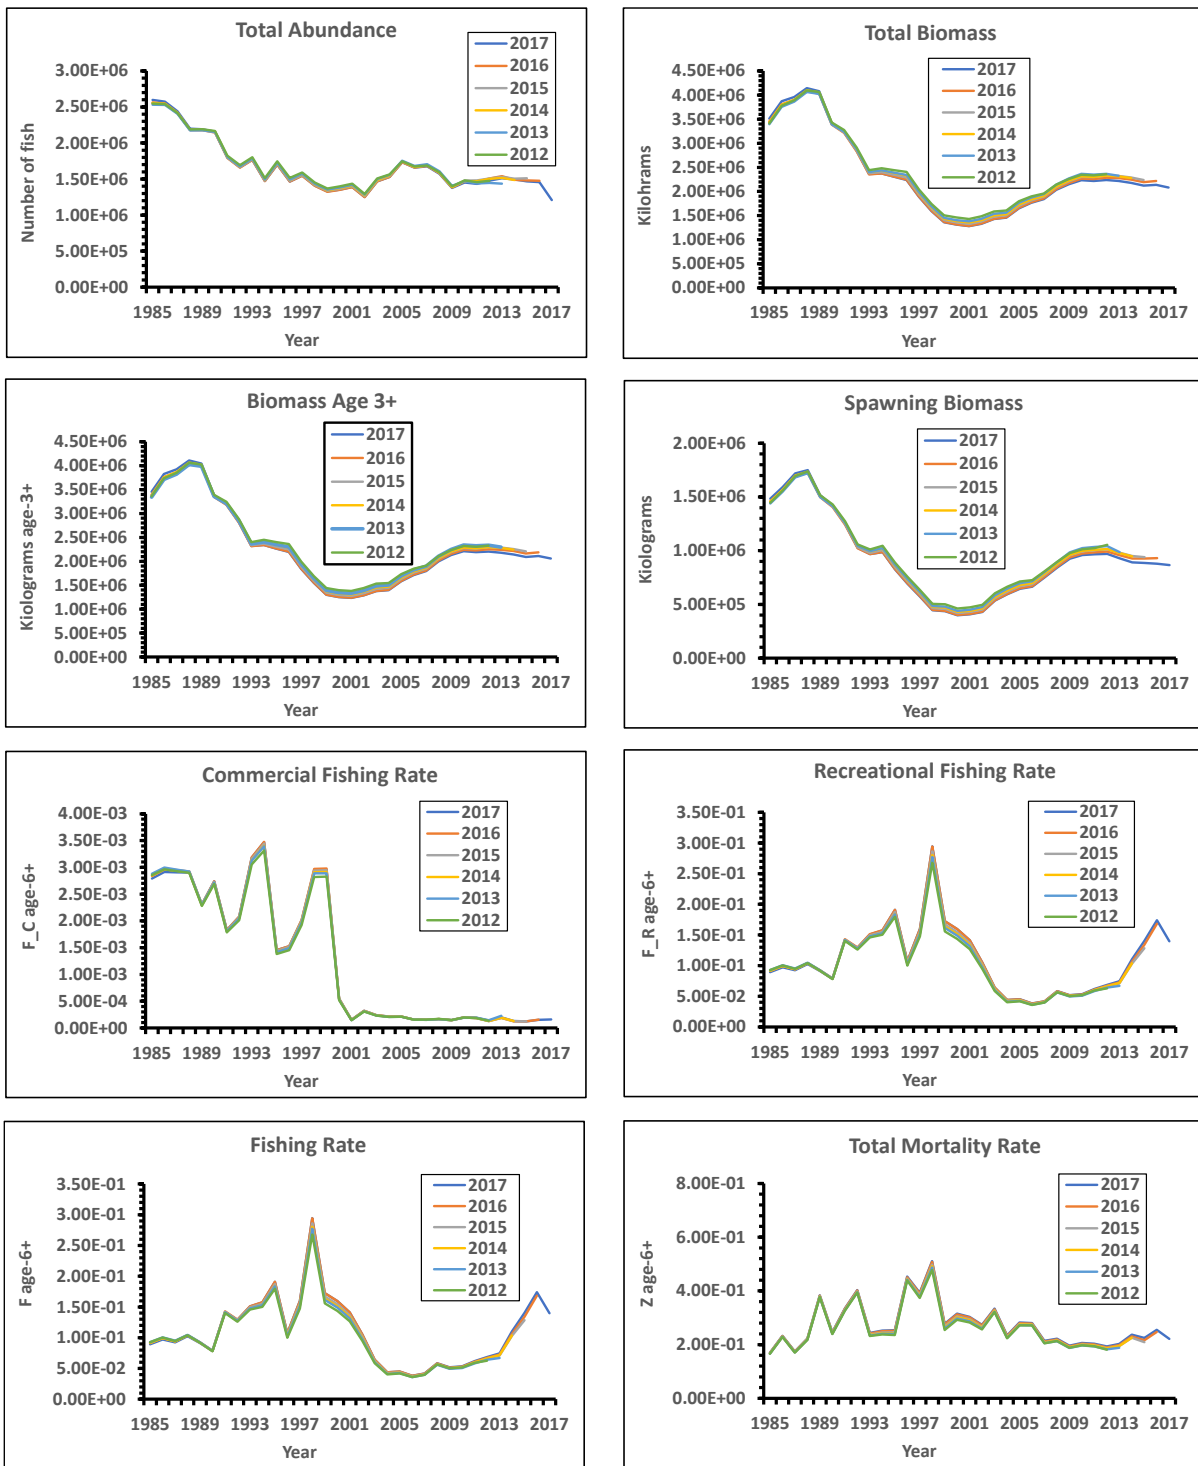 Total Abundance
2017
2016
2015
2014
2013
2012
3.00E+06
2.50E+06
2.00E+06
1.50E+06
1.00E+06
5.00E+05
0.00E+00
Number of fish
1985 1989 1993 1997 2001 2005 2009 2013 2017
Year
Total Biomass
2017
2016
2015
2014
2013
2012
4.50E+06
4.00E+06
3.50E+06
3.00E+06
2.50E+06
2.00E+06
1.50E+06
1.00E+06
5.00E+05
0.00E+00
Kilohrams
1985 1989 1993 1997 2001 2005 2009 2013 2017
Year
Biomass Age 3+
2017
2016
2015
2014
2013
2012
4.50E+06
4.00E+06
3.50E+06
3.00E+06
2.50E+06
2.00E+06
1.50E+06
1.00E+06
5.00E+05
0.00E+00
Kiolograms age-3+
1985 1989 1993 1997 2001 2005 2009 2013 2017
Year
Spawning Biomass
2017
2016
2015
2014
2013
2012
2.00E+06
1.50E+06
1.00E+06
5.00E+05
0.00E+00
Kiolograms
1985 1989 1993 1997 2001 2005 2009 2013 2017
Year
Commercial Fishing Rate
2017
2016
2015
2014
2013
2012
4.00E-03
3.50E-03
3.00E-03
2.50E-03
2.00E-03
1.50E-03
1.00E-03
5.00E-04
0.00E+00
F_C age-6+
1985 1989 1993 1997 2001 2005 2009 2013 2017
Year
Recreational Fishing Rate
2017
2016
2015
2014
2013
2012
3.50E-01
3.00E-01
2.50E-01
2.00E-01
1.50E-01
1.00E-01
5.00E-02
0.00E+00
F_R age-6+
1985 1989 1993 1997 2001 2005 2009 2013 2017
Year
Fishing Rate
2017
2016
2015
2014
2013
2012
3.50E-01
3.00E-01
2.50E-01
2.00E-01
1.50E-01
1.00E-01
5.00E-02
0.00E+00
F age-6+
1985 1989 1993 1997 2001 2005 2009 2013 2017
Year
Total Mortality Rate
2017
2016
2015
2014
2013
2012
8.00E-01
6.00E-01
4.00E-01
2.00E-01
0.00E+00
Z age-6+
1985 1989 1993 1997 2001 2005 2009 2013 2017
Year